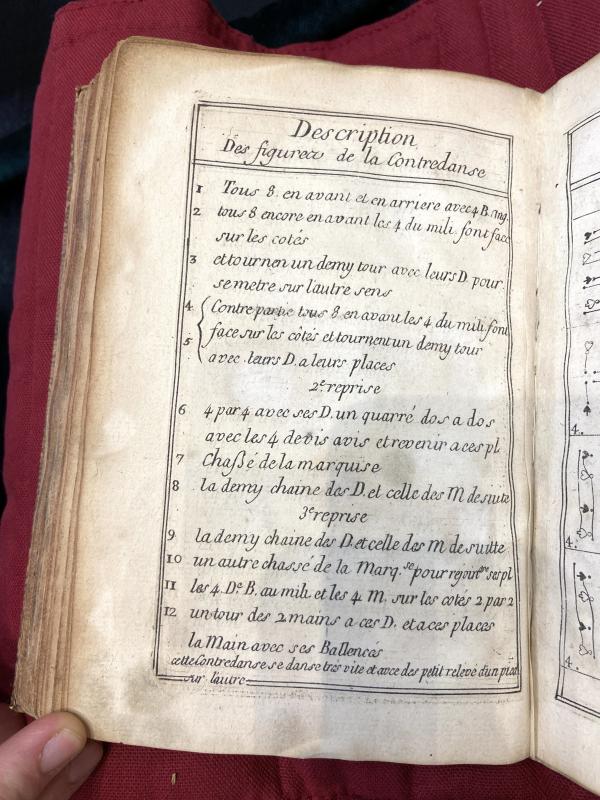 Description
Des figures de la Contredanse
1 Tous 8. en avant et en arriere avec 4 B. Ang.
2 tous 8 encore en avant les 4 du mili font face
sur les cotés
3 et tournen un demy tour avec leurs D. pour
se metre sur l'autre sens
4 Contre partie tous 8. en avant les 4 du mili font
5 face sur les côtés et tournent un demy tour
avec leurs D. a leurs places
2.e reprise
6 4 par 4 avec ses D. un quarré dos a dos
avec les 4 de vis avis et revenir a ces pl
7 Chassé de la marquise
8 la demy chaine des D. et celle des M de suite
3.e reprise
9 la demy chaine des D. et celle des M de suitte
10 un autre chassé de la Marq.se pour rejoindre ses pl
11 les 4. D.e B. au mili et les 4 M. sur les cotés 2 par 2
12 un tour des 2 mains a ces D. et a ces places
la Main avec ses Ballencés
cette Contredanse se danse très vite et avec des petit relevé d'un pied
sur l'autre
4.
4.
4.